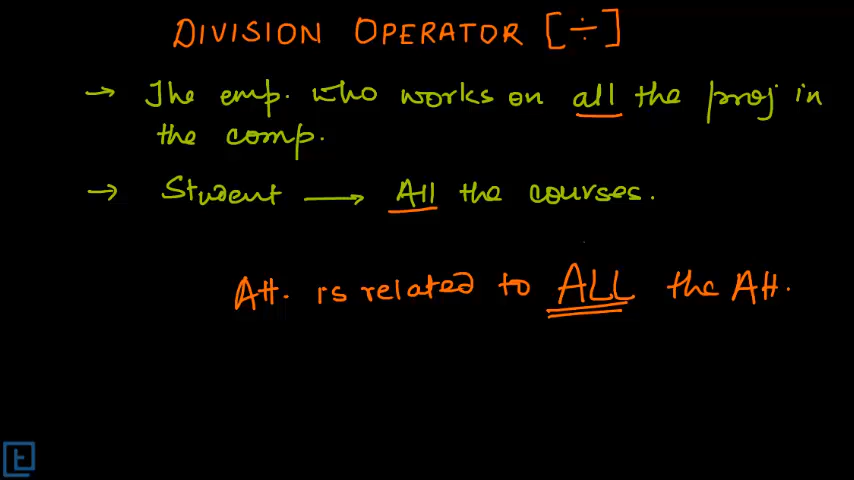 DIVISION OPERATOR [÷]
→ The emp. who works on all the proj in
the comp.
→ Student → All the courses.
Att. is related to ALL the Att.